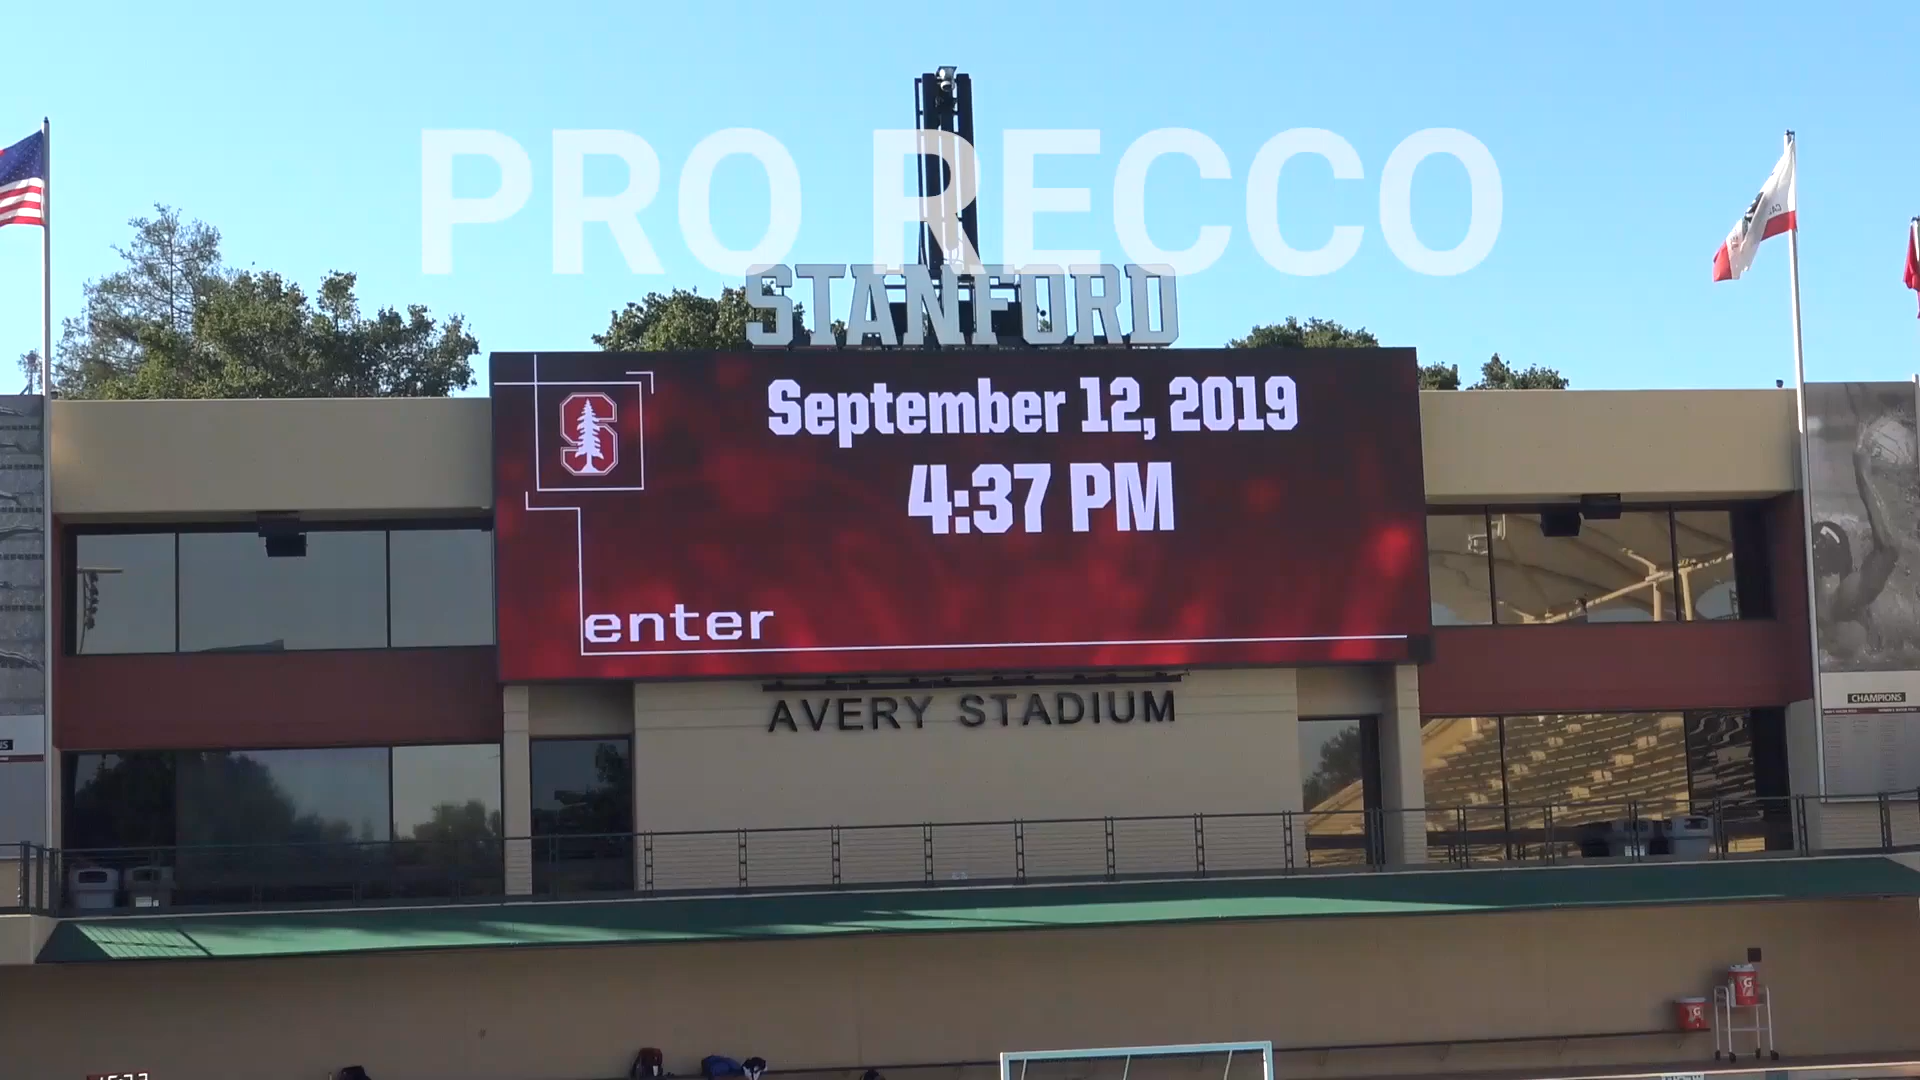 PRO RECCO
STANFORD
September 12, 2019
4:37 PM
enter
AVERY STADIUM
CHAMPIONS